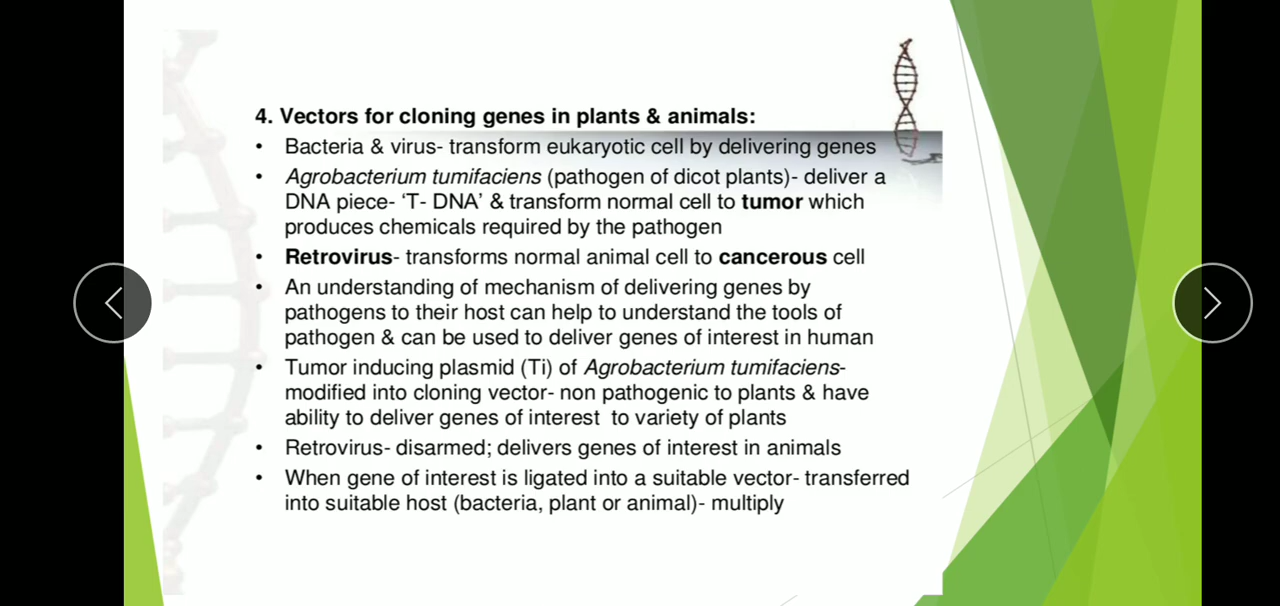 4. Vectors for cloning genes in plants & animals:
• Bacteria & virus- transform eukaryotic cell by delivering genes
• Agrobacterium tumifaciens (pathogen of dicot plants)- deliver a
DNA piece- ‘T- DNA’ & transform normal cell to tumor which
produces chemicals required by the pathogen
• Retrovirus- transforms normal animal cell to cancerous cell
• An understanding of mechanism of delivering genes by
pathogens to their host can help to understand the tools of
pathogen & can be used to deliver genes of interest in human
• Tumor inducing plasmid (Ti) of Agrobacterium tumifaciens-
modified into cloning vector- non pathogenic to plants & have
ability to deliver genes of interest to variety of plants
• Retrovirus- disarmed; delivers genes of interest in animals
• When gene of interest is ligated into a suitable vector- transferred
into suitable host (bacteria, plant or animal)- multiply